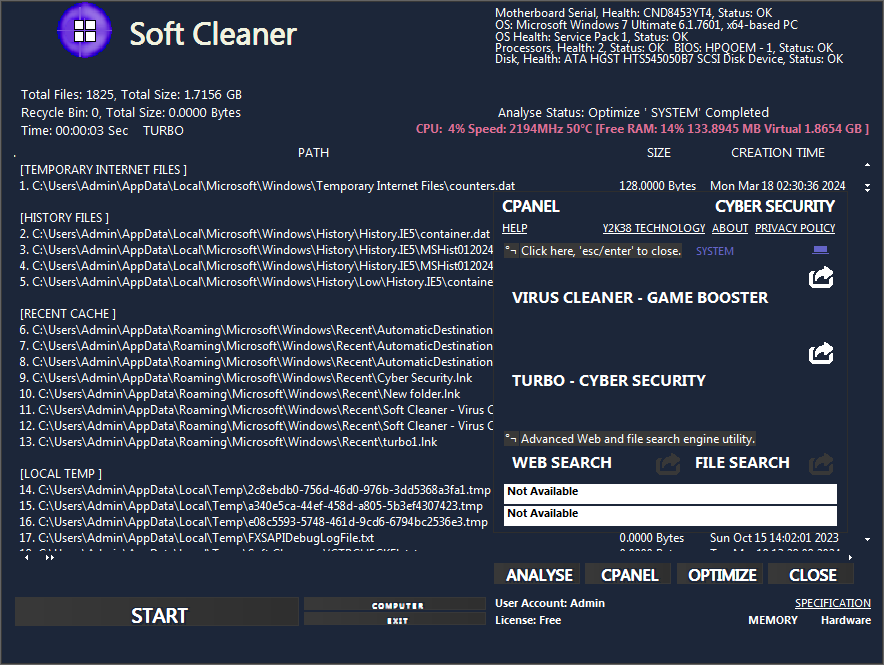 Soft Cleaner
Motherboard Serial, Health: CND8453YT4, Status: OK
OS: Microsoft Windows 7 Ultimate 6.1.7601, x64-based PC
OS Health: Service Pack 1, Status: OK
Processors, Health: 2, Status: OK BIOS: HPQOEM - 1, Status: OK
Disk, Health: ATA HGST HTS545050B7 SCSI Disk Device, Status: OK
Total Files: 1825, Total Size: 1.7156 GB
Recycle Bin: 0, Total Size: 0.0000 Bytes
Analyse Status: Optimize ' SYSTEM' Completed
Time: 00:00:03 Sec TURBO
CPU: 4% Speed: 2194MHz 50°C [Free RAM: 14% 133.8945 MB Virtual 1.8654 GB ]
PATH SIZE CREATION TIME
[TEMPORARY INTERNET FILES ]
1. C:\Users\Admin\AppData\Local\Microsoft\Windows\Temporary Internet Files\counters.dat 128.0000 Bytes Mon Mar 18 02:30:36 2024
[HISTORY FILES ]
2. C:\Users\Admin\AppData\Local\Microsoft\Windows\History\History.IE5\container.dat
3. C:\Users\Admin\AppData\Local\Microsoft\Windows\History\History.IE5\MSHist012024
4. C:\Users\Admin\AppData\Local\Microsoft\Windows\History\History.IE5\MSHist012024
5. C:\Users\Admin\AppData\Local\Microsoft\Windows\History\Low\History.IE5\containe
[RECENT CACHE ]
6. C:\Users\Admin\AppData\Roaming\Microsoft\Windows\Recent\AutomaticDestination
7. C:\Users\Admin\AppData\Roaming\Microsoft\Windows\Recent\AutomaticDestination
8. C:\Users\Admin\AppData\Roaming\Microsoft\Windows\Recent\AutomaticDestination
9. C:\Users\Admin\AppData\Roaming\Microsoft\Windows\Recent\Cyber Security.lnk
10. C:\Users\Admin\AppData\Roaming\Microsoft\Windows\Recent\New folder.lnk
11. C:\Users\Admin\AppData\Roaming\Microsoft\Windows\Recent\Soft Cleaner - Virus C
12. C:\Users\Admin\AppData\Roaming\Microsoft\Windows\Recent\Soft Cleaner - Virus C
13. C:\Users\Admin\AppData\Roaming\Microsoft\Windows\Recent\turbo1.lnk
[LOCAL TEMP ]
14. C:\Users\Admin\AppData\Local\Temp\2c8ebdb0-756d-46d0-976b-3dd5368a3fa1.tmp
15. C:\Users\Admin\AppData\Local\Temp\a340e5ca-44ef-458d-a805-5b3ef4307423.tmp
16. C:\Users\Admin\AppData\Local\Temp\e08c5593-5748-461d-9cd6-6794bc2536e3.tmp
17. C:\Users\Admin\AppData\Local\Temp\FXSAPIDebugLogFile.txt 0.0000 Bytes Sun Oct 15 14:02:01 2023
CPANEL CYBER SECURITY
HELP Y2K38 TECHNOLOGY ABOUT PRIVACY POLICY
°¬ Click here, 'esc/enter' to close. SYSTEM
VIRUS CLEANER - GAME BOOSTER
TURBO - CYBER SECURITY
°¬ Advanced Web and file search engine utility.
WEB SEARCH FILE SEARCH
Not Available
Not Available
ANALYSE CPANEL OPTIMIZE CLOSE
START
COMPUTER
EXIT
User Account: Admin SPECIFICATION
License: Free MEMORY Hardware